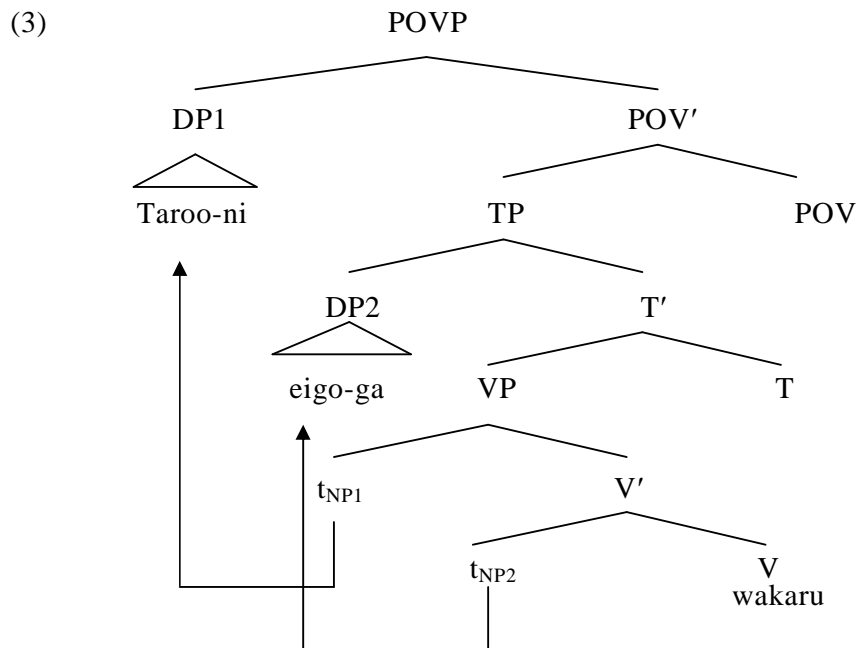 (3) POVP
DP1 POV′
Taroo-ni TP POV
DP2 T′
eigo-ga VP T
tNP1 V′
tNP2 V
wakaru